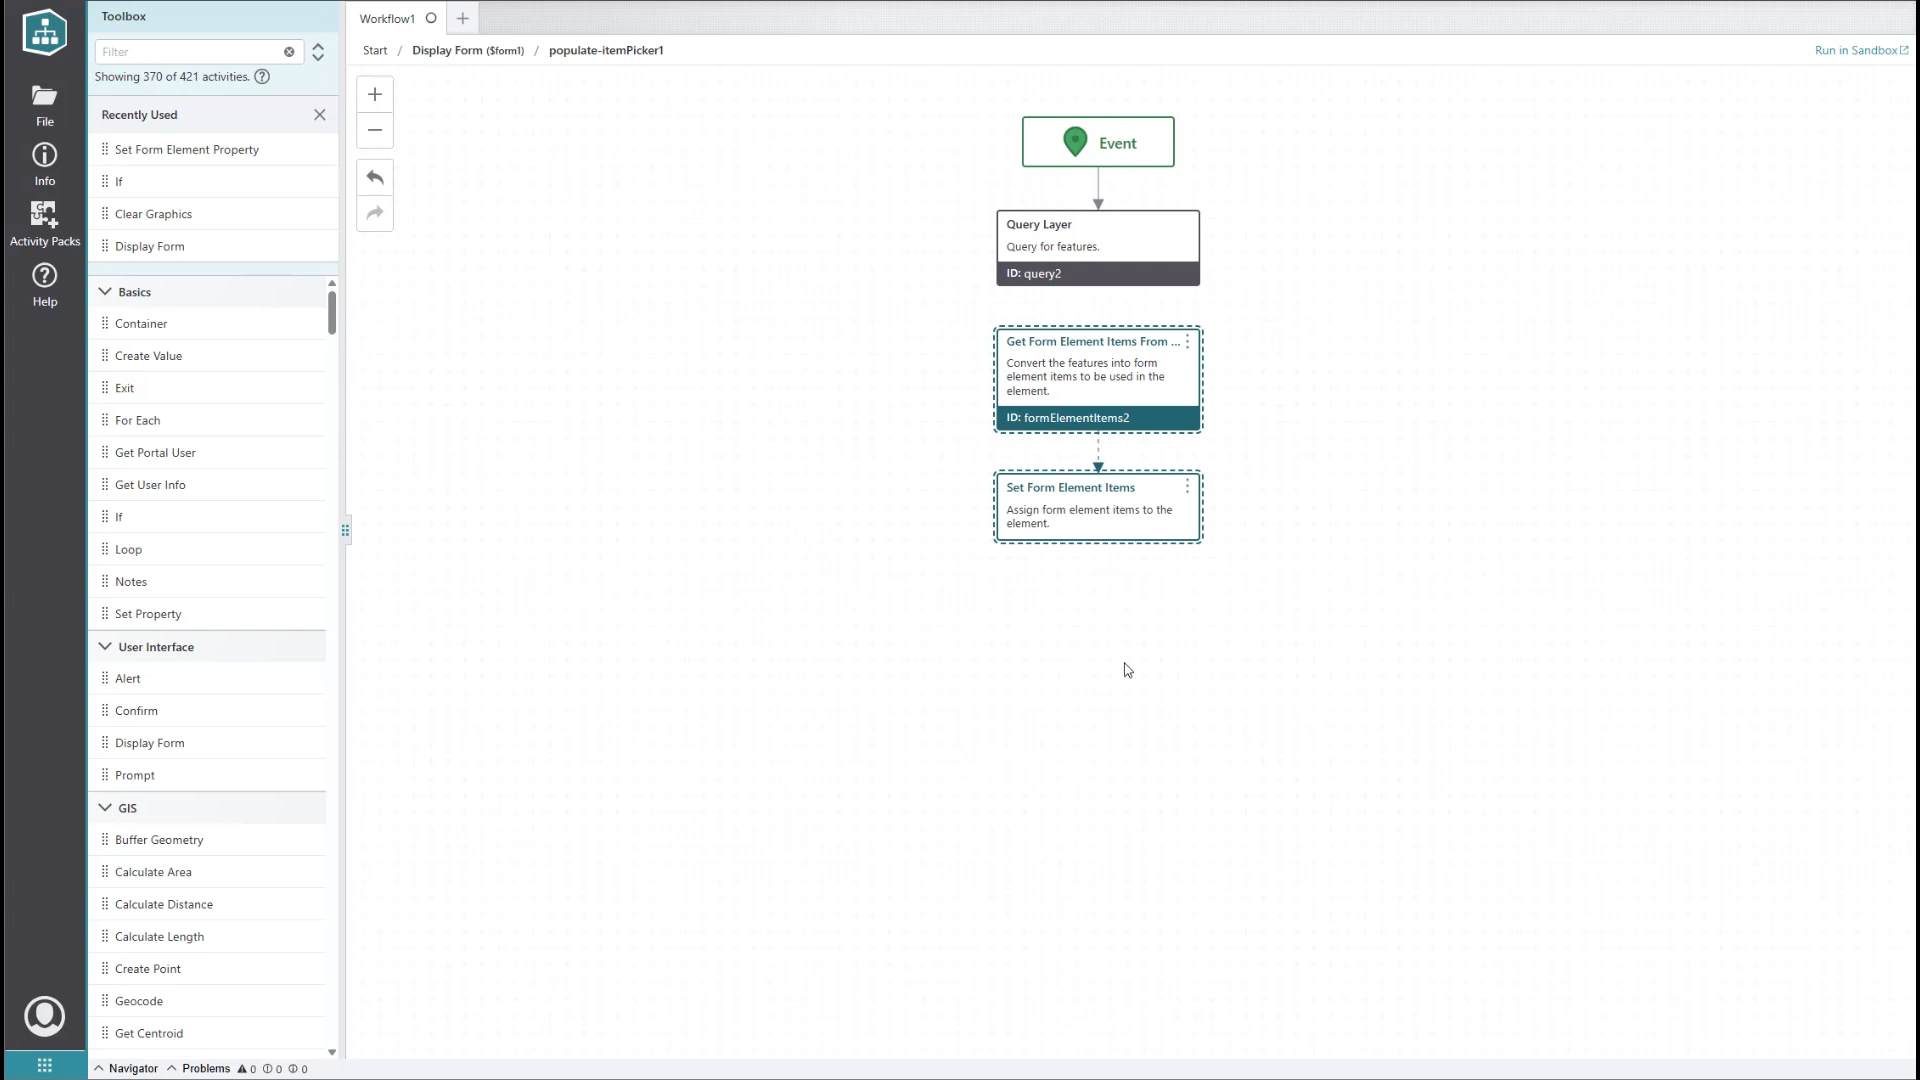 Toolbox
Workflow1
Filter
Start / Display Form ($form1) / populate-itemPicker1
Run in Sandbox
Showing 370 of 421 activities.
Recently Used
File
Set Form Element Property
Event
Info
If
Clear Graphics
Query Layer
Activity Packs
Display Form
Query for features.
ID: query2
Basics
Help
Container
Get Form Element Items From ...
Create Value
Convert the features into form
element items to be used in the
element.
Exit
For Each
ID: formElementItems2
Get Portal User
Get User Info
Set Form Element Items
If
Assign form element items to the
element.
Loop
Notes
Set Property
User Interface
Alert
Confirm
Display Form
Prompt
GIS
Buffer Geometry
Calculate Area
Calculate Distance
Calculate Length
Create Point
Geocode
Get Centroid
Navigator Problems 0 0 0